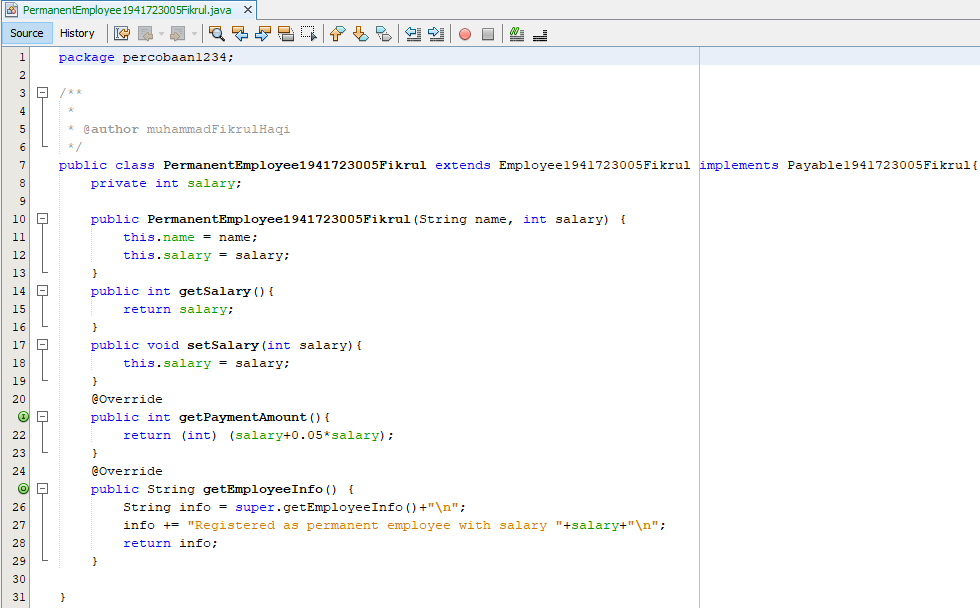 PermanentEmployee1941723005Fikrul.java
Source History
1 package percobaan1234;
2
3 /**
4  *
5  * @author muhammadFikrulHaqi
6  */
7 public class PermanentEmployee1941723005Fikrul extends Employee1941723005Fikrul implements Payable1941723005Fikrul{
8     private int salary;
9
10     public PermanentEmployee1941723005Fikrul(String name, int salary) {
11         this.name = name;
12         this.salary = salary;
13     }
14     public int getSalary(){
15         return salary;
16     }
17     public void setSalary(int salary){
18         this.salary = salary;
19     }
20     @Override
    public int getPaymentAmount(){
22         return (int) (salary+0.05*salary);
23     }
24     @Override
    public String getEmployeeInfo() {
26         String info = super.getEmployeeInfo()+"\n";
27         info += "Registered as permanent employee with salary "+salary+"\n";
28         return info;
29     }
30
31 }